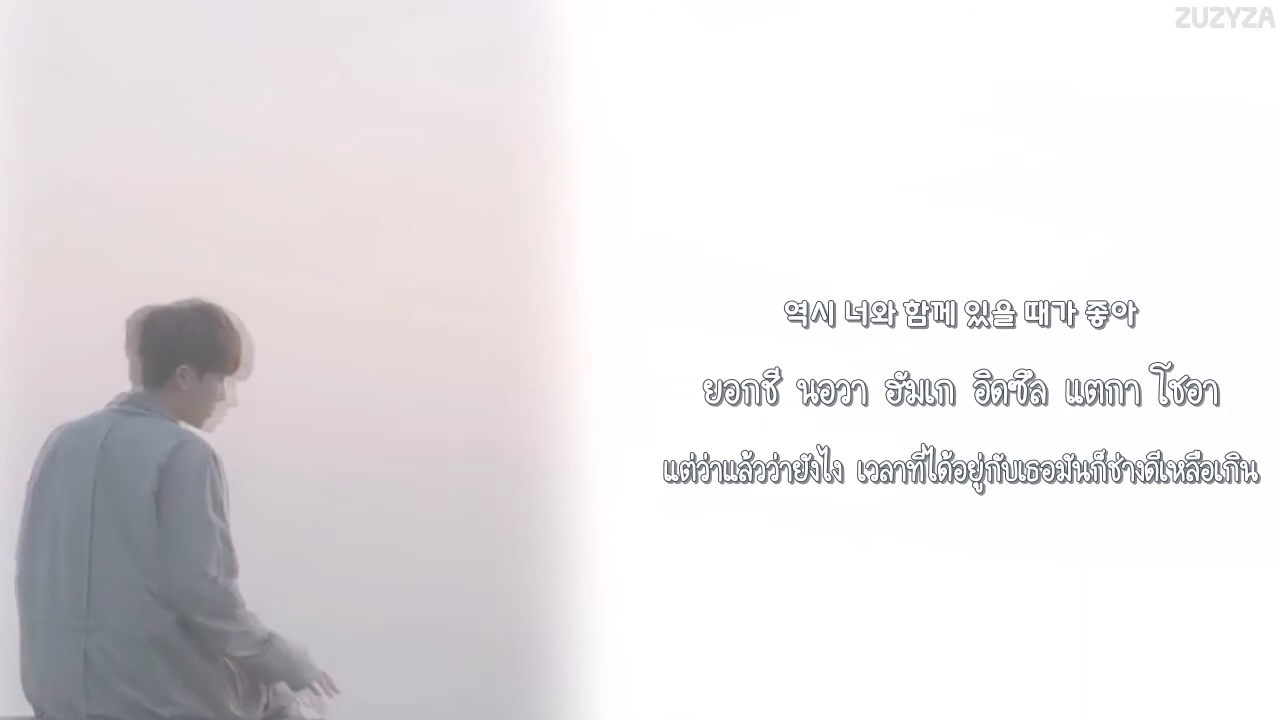 ZUZYZA
역시 너와 함께 있을 때가 좋아
ยอกชี นอวา ฮัมเก อิดซึล แตกา โชอา
แต่ว่าแล้วว่ายังไง เวลาที่ได้อยู่กับเธอมันก็ช่างดีเหลือเกิน